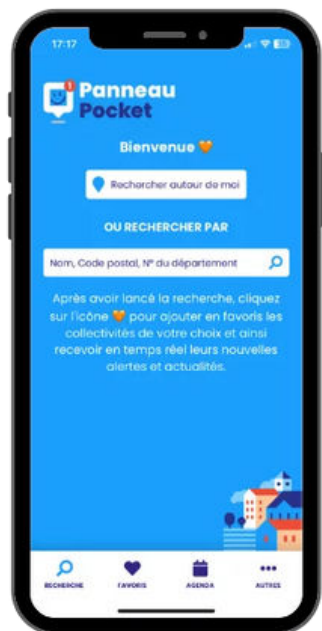 17:17
1
Panneau
Pocket
Bienvenue 🧡
Rechercher autour de moi
OU RECHERCHER PAR
Nom, Code postal, N° du département
Après avoir lancé la recherche, cliquez
sur l'icône 🧡 pour ajouter en favoris les
collectivités de votre choix et ainsi
recevoir en temps réel leurs nouvelles
alertes et actualités.
RECHERCHE FAVORIS AGENDA AUTRES